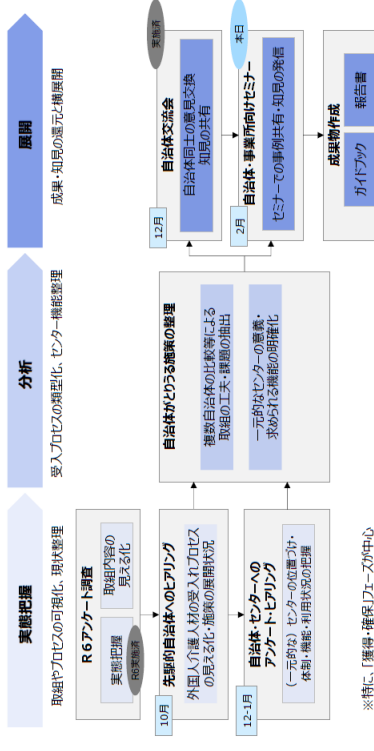 実態把握
取組やプロセスの可視化、現状整理
R6アンケート調査
実態把握
取組内容の
見える化
R6実施済
10月
先駆的自治体へのヒアリング
外国人介護人材の受入れプロセス
の見える化・施策の展開状況
12-1月
自治体・センターへの
アンケート・ヒアリング
(一元的な)センターの位置づけ・
体制・機能・利用状況の把握
※特に、「獲得・確保」フェーズが中心
分析
受入プロセスの類型化、センター機能整理
自治体がとりうる施策の整理
複数自治体の比較等による
取組の工夫・課題の抽出
一元的なセンターの意義・
求められる機能の明確化
展開
成果・知見の還元と横展開
実施済
12月
自治体交流会
自治体同士の意見交換
知見の共有
本日
2月
自治体・事業所向けセミナー
セミナーでの事例共有・知見の発信
成果物作成
ガイドブック
報告書